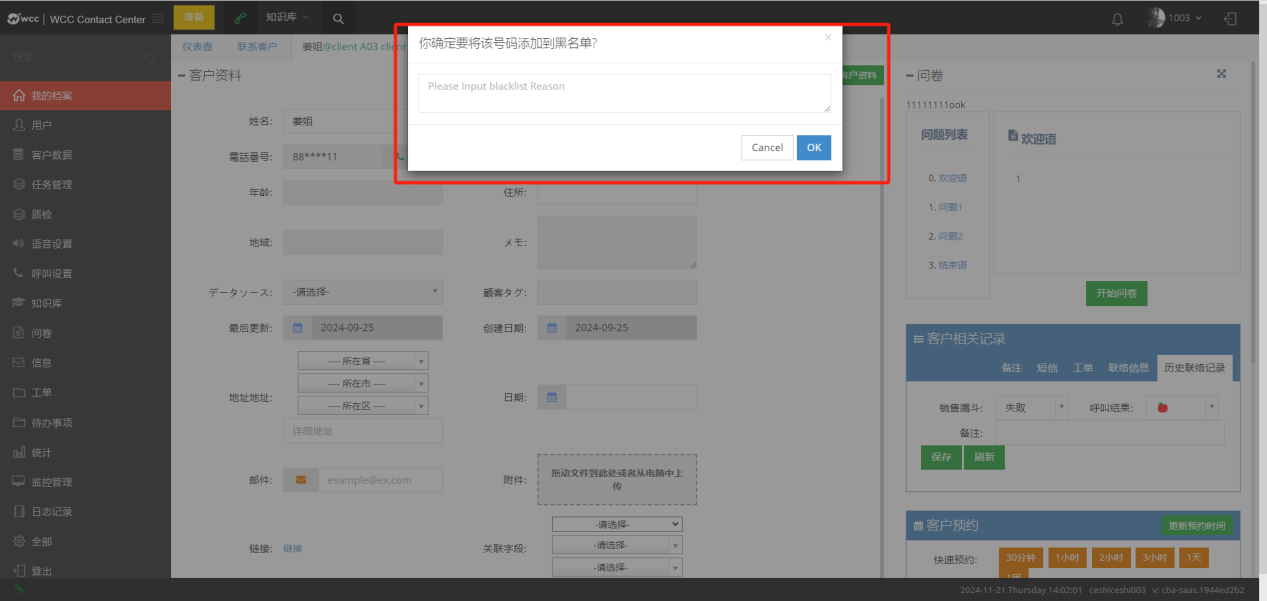 wcc | WCC Contact Center
准备
知识库
1003
搜索...
我的档案
用户
客户数据
任务管理
质检
语音设置
呼叫设置
知识库
问卷
信息
工单
待办事项
统计
监控管理
日志记录
全部
登出
仪表盘
联系客户
姜姐@client A03 client
客户资料
客户资料
姓名:
姜姐
電話番号:
88****11
年齢:
住所:
地域:
メモ:
データソース:
-请选择-
顧客タグ:
最后更新:
2024-09-25
创建日期:
2024-09-25
地址地址:
---- 所在省 ----
---- 所在市 ----
---- 所在区 ----
详细地址
日期:
邮件:
example@ex.com
附件:
拖动文件到此处或者从电脑中上
传
链接:
链接
关联字段:
-请选择-
-请选择-
-请选择-
你确定要将该号码添加到黑名单?
×
Please Input blacklist Reason
Cancel
OK
问卷
11111111ook
问题列表
0. 欢迎语
1. 问题1
2. 问题2
3. 结束语
欢迎语
1
开始问卷
客户相关记录
备注
短信
工单
联络信息
历史联络记录
销售漏斗:
失败
呼叫结果:
备注:
保存
刷新
客户预约
更新预约时间
快速预约:
30分钟
1小时
2小时
3小时
1天
1周
2024-11-21 Thursday 14:02:01 ceshiceshi003 v: cba-saas.1944ed2b2